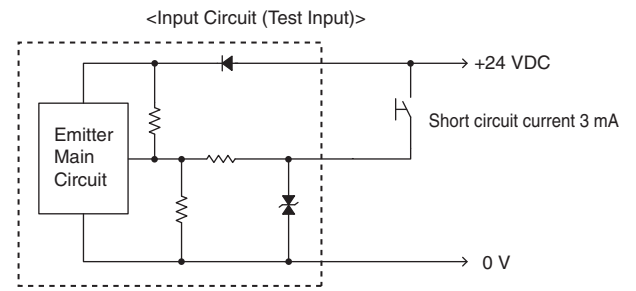 <Input Circuit (Test Input)>
+24 VDC
Short circuit current 3 mA
Emitter
Main
Circuit
0 V